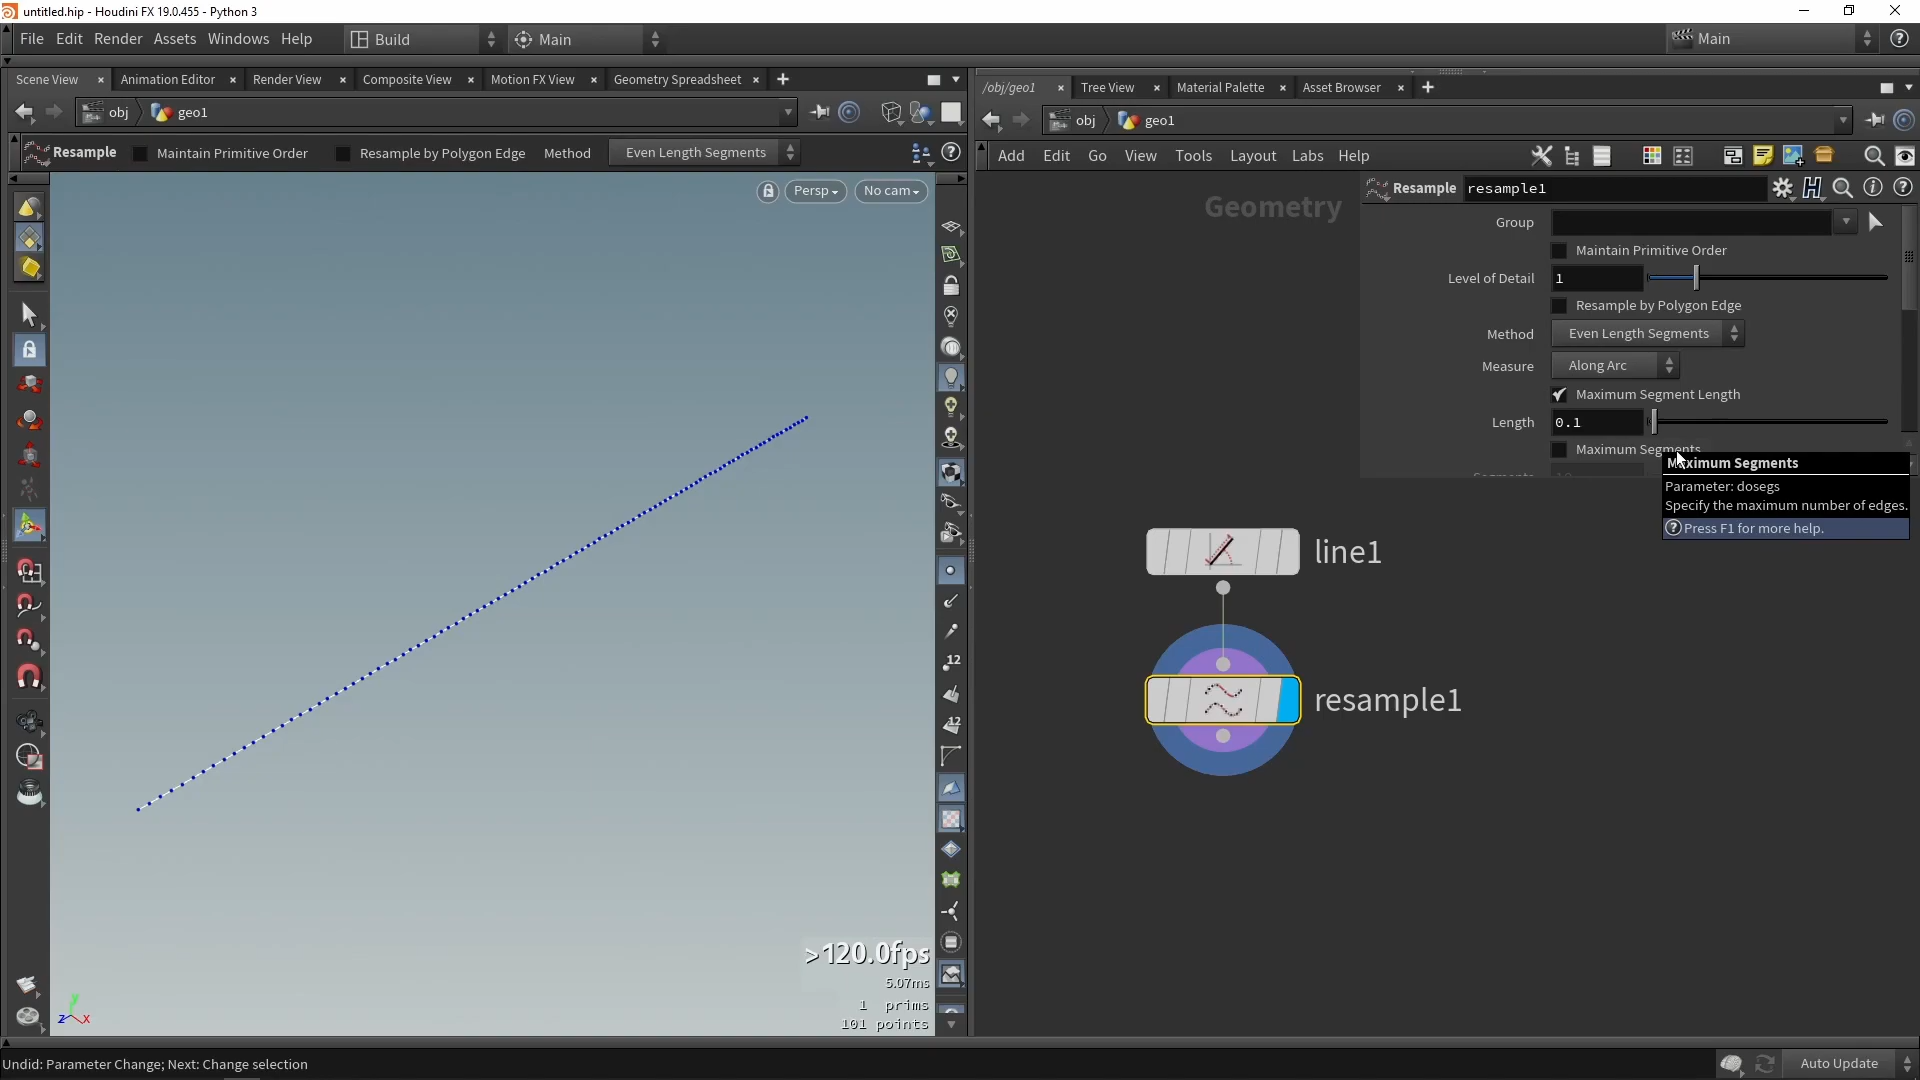 untitled.hip - Houdini FX 19.0.455 - Python 3
File Edit Render Assets Windows Help Build Main Main
Scene View Animation Editor Render View Composite View Motion FX View Geometry Spreadsheet
obj geo1
Resample Maintain Primitive Order Resample by Polygon Edge Method Even Length Segments
Persp No cam
12
12
>120.0fps
5.07ms
1 prims
101 points
y
z x
/obj/geo1 Tree View Material Palette Asset Browser
obj geo1
Add Edit Go View Tools Layout Labs Help
Geometry
Resample resample1
Group
Maintain Primitive Order
Level of Detail 1
Resample by Polygon Edge
Method Even Length Segments
Measure Along Arc
Maximum Segment Length
Length 0.1
Maximum Segments
Maximum Segments
Parameter: dosegs
Specify the maximum number of edges.
Press F1 for more help.
line1
resample1
Undid: Parameter Change; Next: Change selection
Auto Update